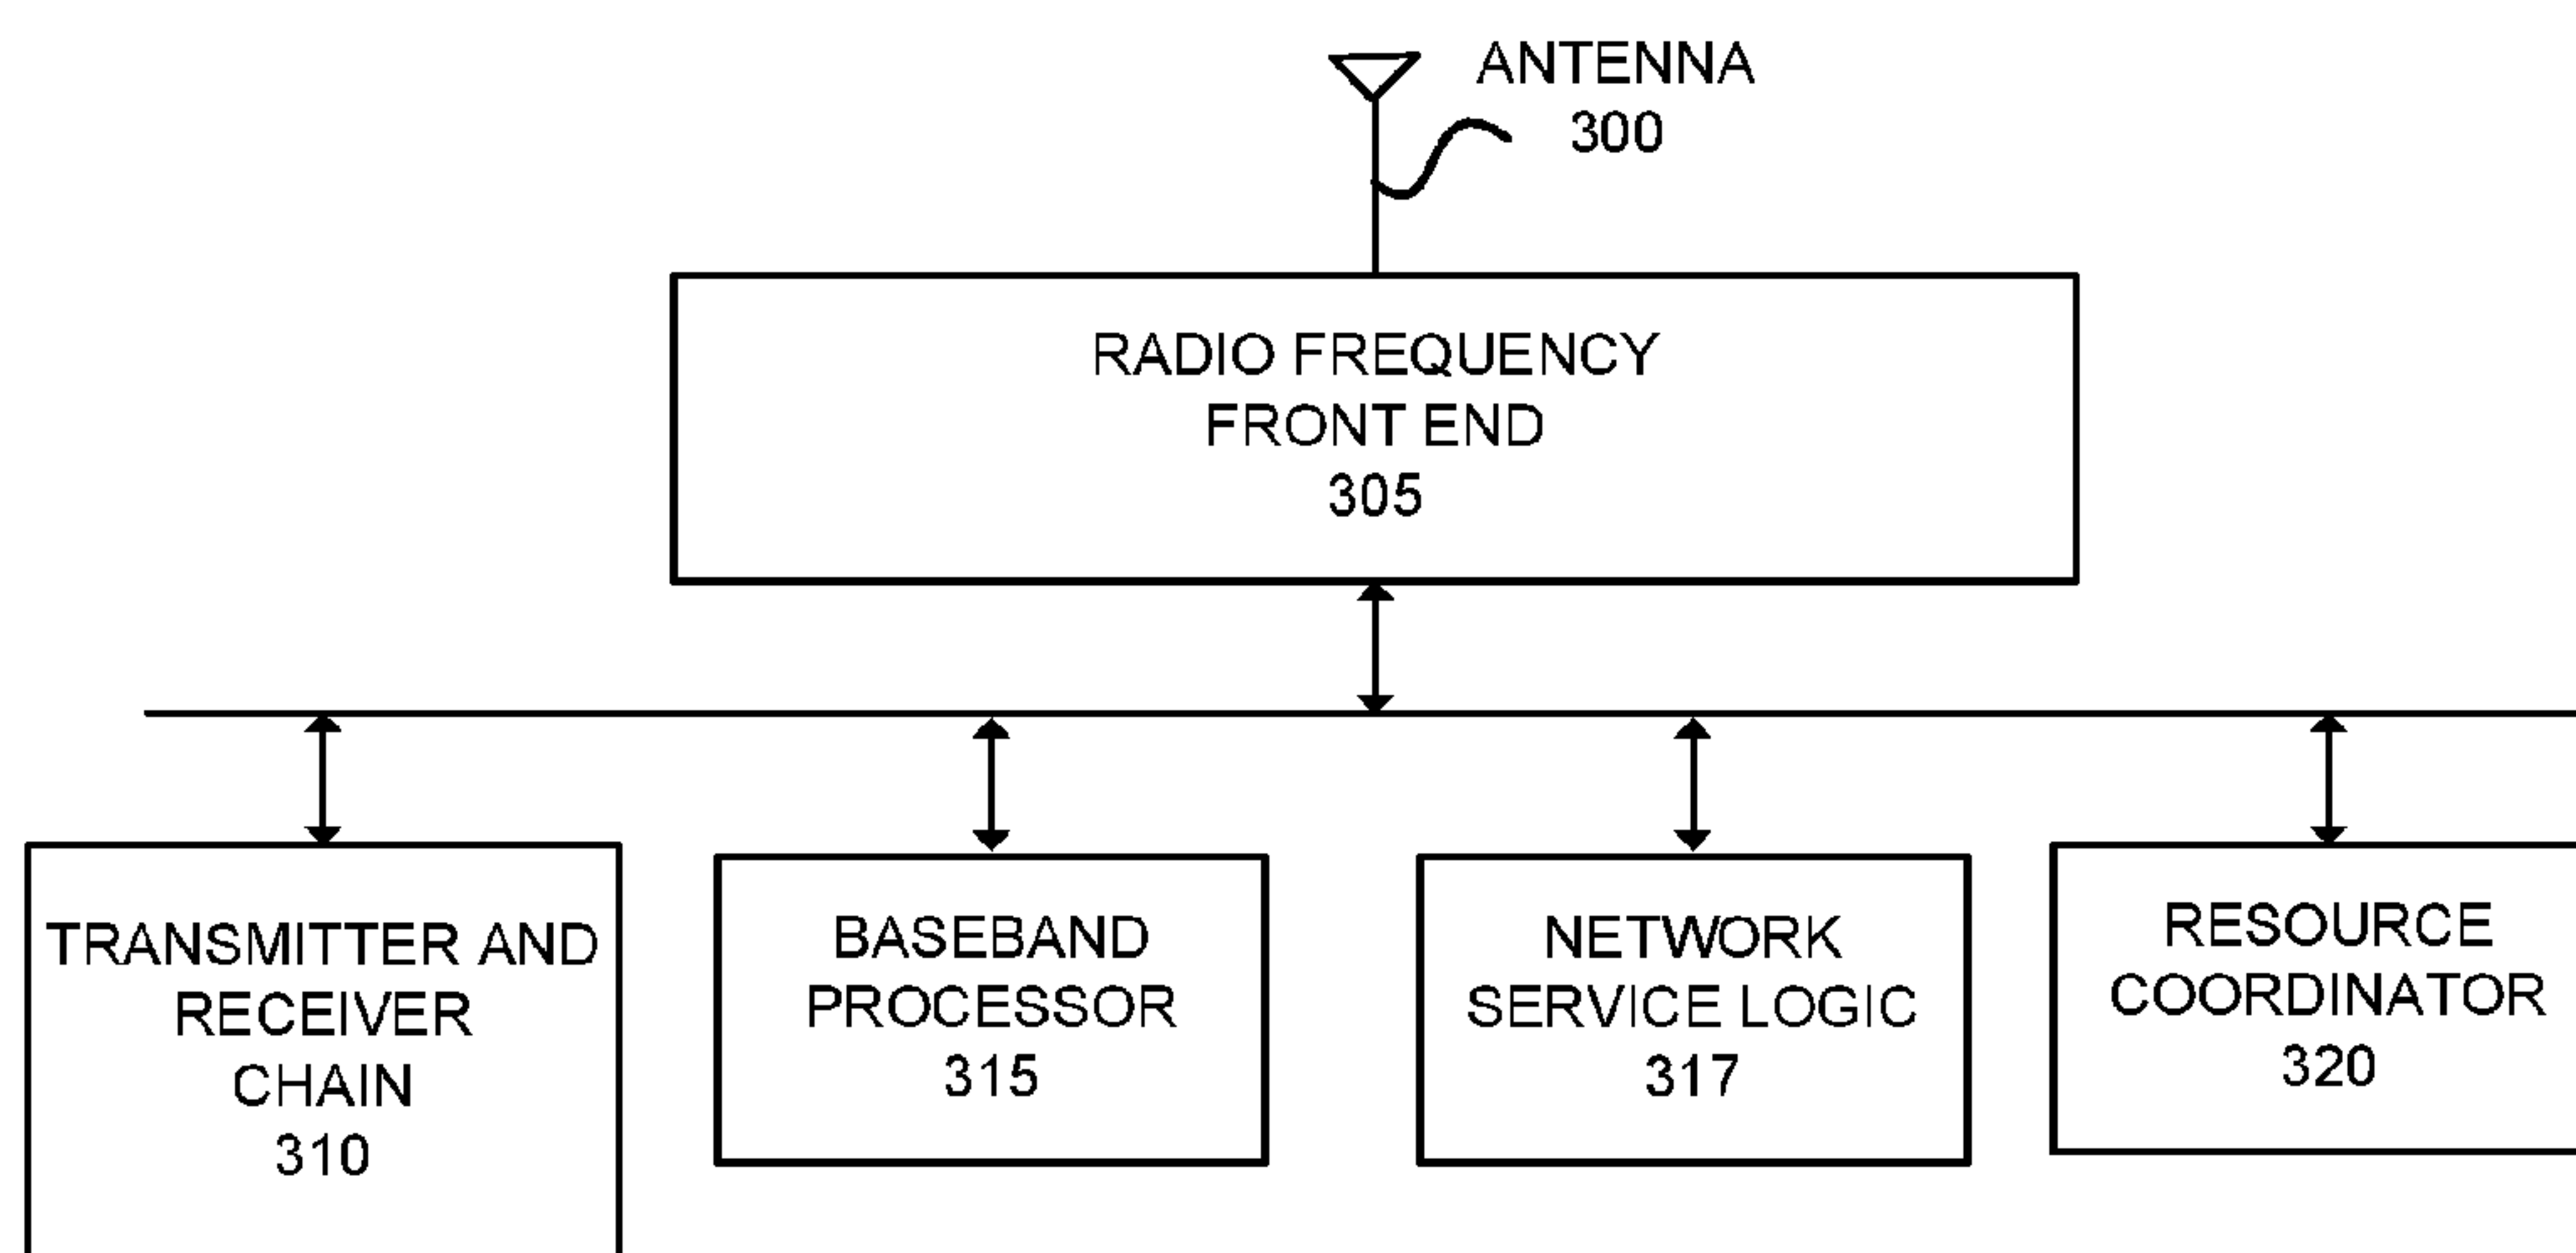 ANTENNA
300
RADIO FREQUENCY
FRONT END
305
TRANSMITTER AND
RECEIVER
CHAIN
310
BASEBAND
PROCESSOR
315
NETWORK
SERVICE LOGIC
317
RESOURCE
COORDINATOR
320